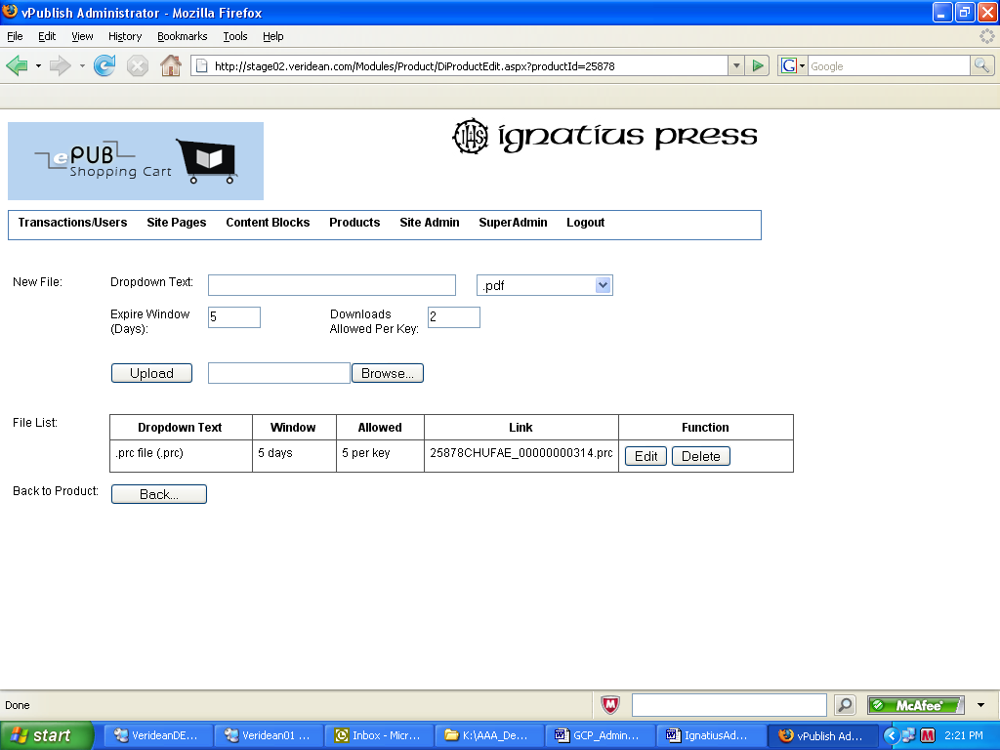 vPublish Administrator - Mozilla Firefox
File Edit View History Bookmarks Tools Help
http://stage02.veridean.com/Modules/Product/DiProductEdit.aspx?productId=25878
G Google
ePUB
Shopping Cart
IHS ignatius press
Transactions/Users Site Pages Content Blocks Products Site Admin SuperAdmin Logout
New File: Dropdown Text: .pdf
Expire Window 5 Downloads 2
(Days): Allowed Per Key:
Upload Browse...
File List:
Dropdown Text Window Allowed Link Function
.prc file (.prc) 5 days 5 per key 25878CHUFAE_00000000314.prc Edit Delete
Back to Product: Back...
Done McAfee
start VerideanDE... Veridean01 ... Inbox - Micr... K:\AAA_De... GCP_Admin... IgnatiusAd... vPublish Ad... 2:21 PM